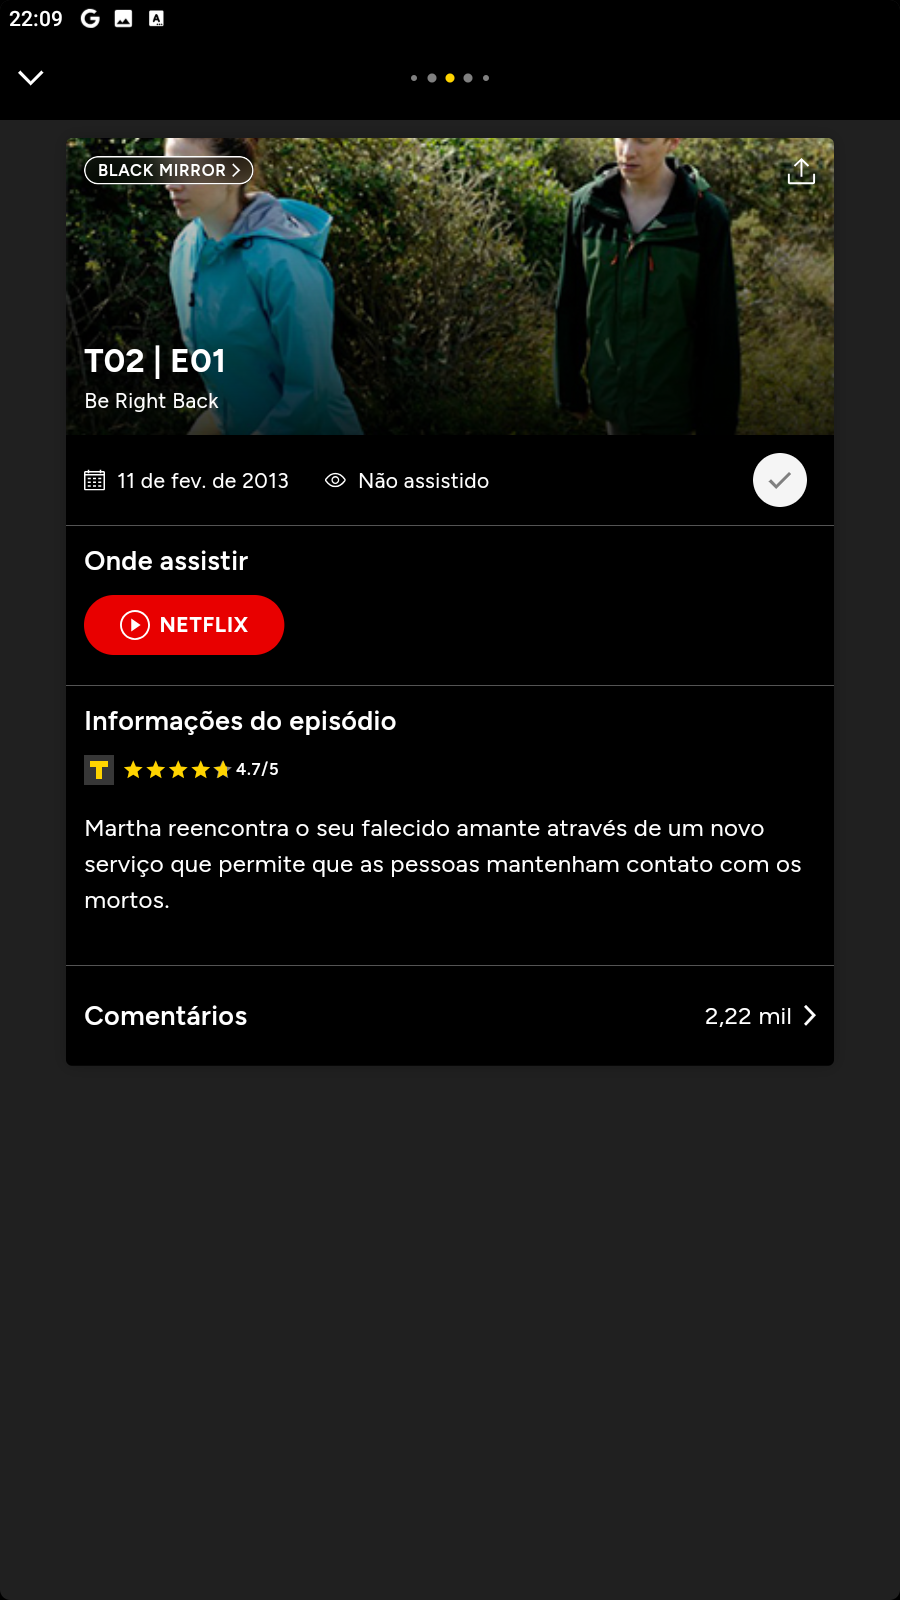 22:09
BLACK MIRROR
T02 | E01
Be Right Back
11 de fev. de 2013 Não assistido
Onde assistir
NETFLIX
Informações do episódio
4.7/5
Martha reencontra o seu falecido amante através de um novo
serviço que permite que as pessoas mantenham contato com os
mortos.
Comentários 2,22 mil